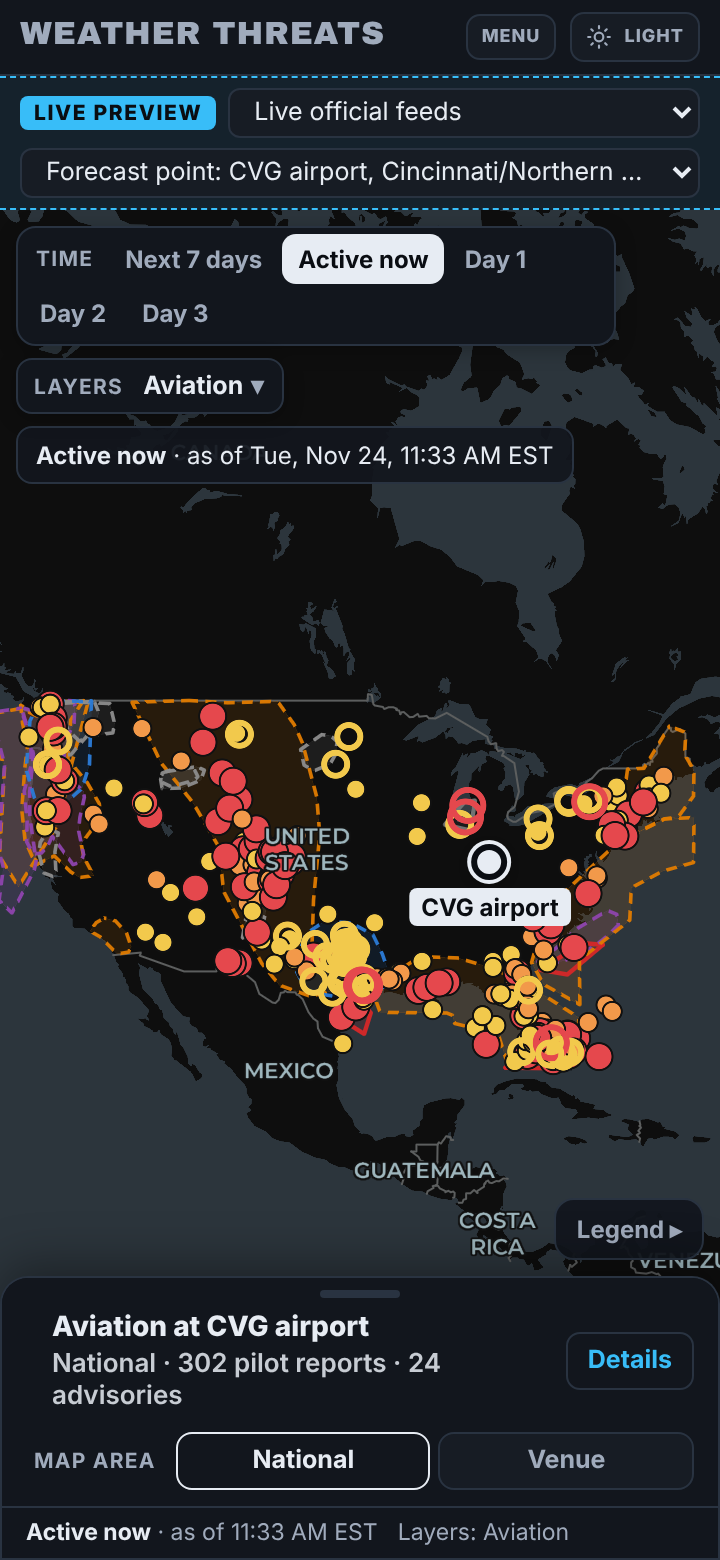 WEATHER THREATS
MENU
LIGHT
LIVE PREVIEW
Live official feeds
Forecast point: CVG airport, Cincinnati/Northern ...
TIME
Next 7 days
Active now
Day 1
Day 2
Day 3
LAYERS
Aviation ▾
Active now · as of Tue, Nov 24, 11:33 AM EST
UNITED
STATES
CVG airport
MEXICO
GUATEMALA
COSTA
RICA
Legend ▸
VENEZU
Aviation at CVG airport
National · 302 pilot reports · 24
advisories
Details
MAP AREA
National
Venue
Active now · as of 11:33 AM EST
Layers: Aviation